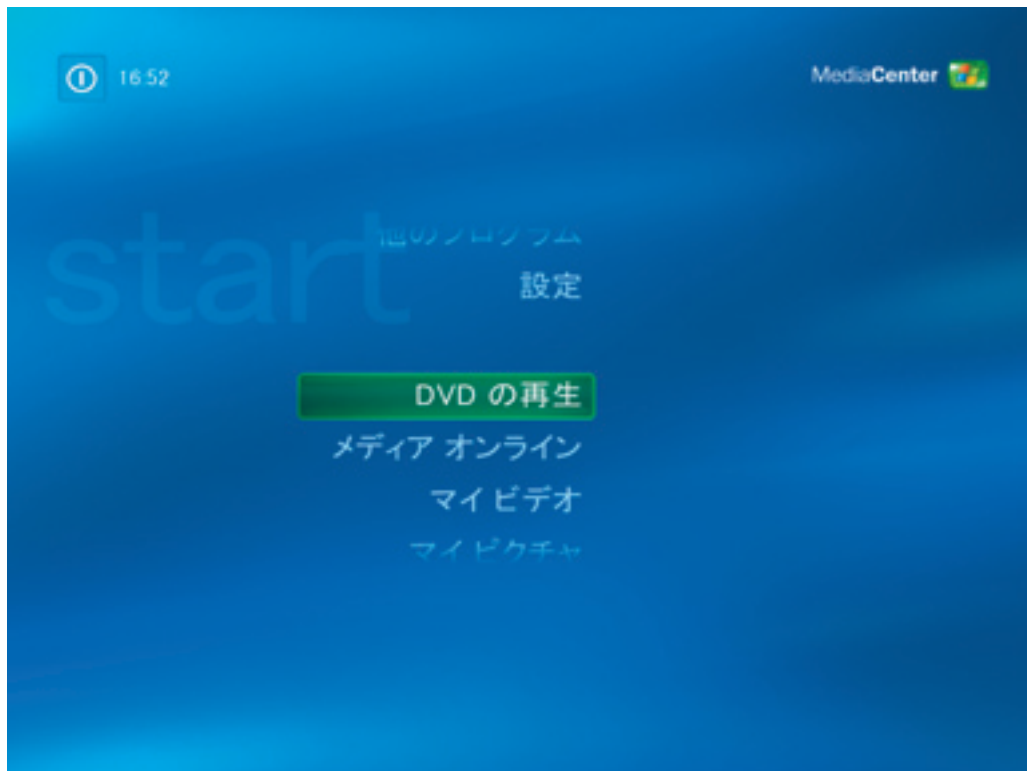 16:52
MediaCenter
start
他のプログラム
設定
DVD の再生
メディア オンライン
マイ ビデオ
マイ ピクチャ